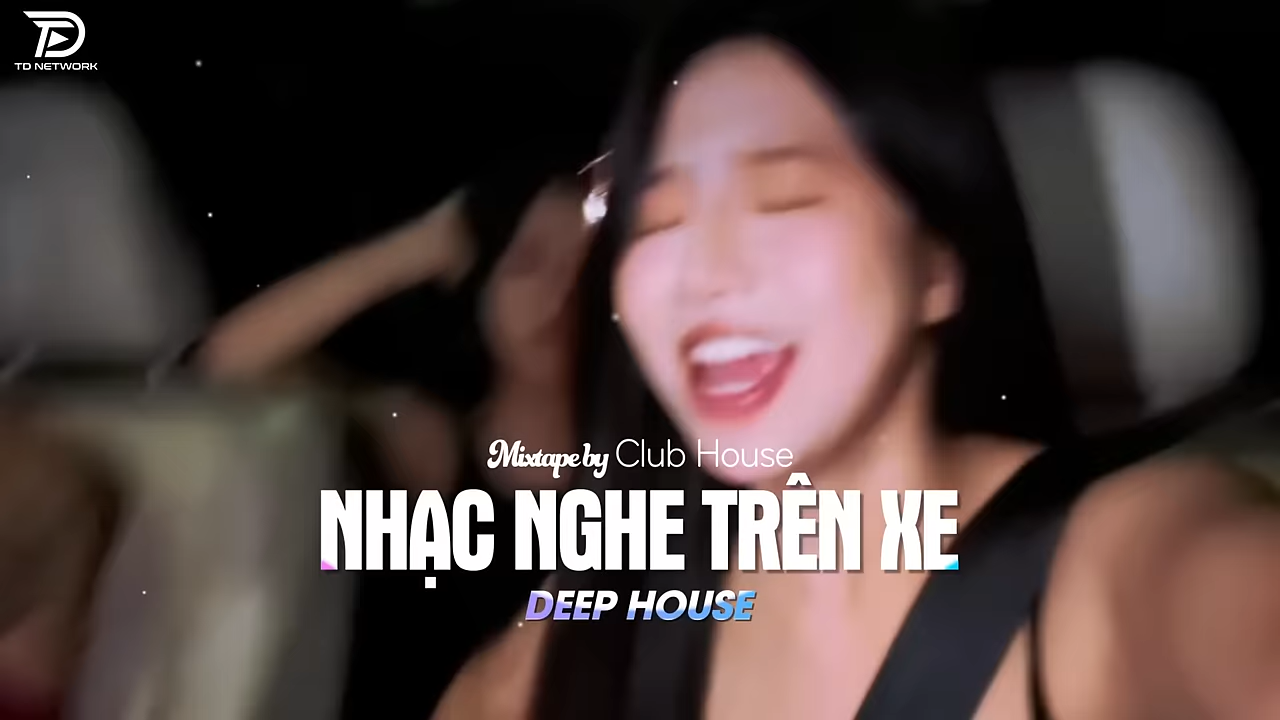 TD NETWORK
Mixtape by Club House
NHẠC NGHE TRÊN XE
DEEP HOUSE